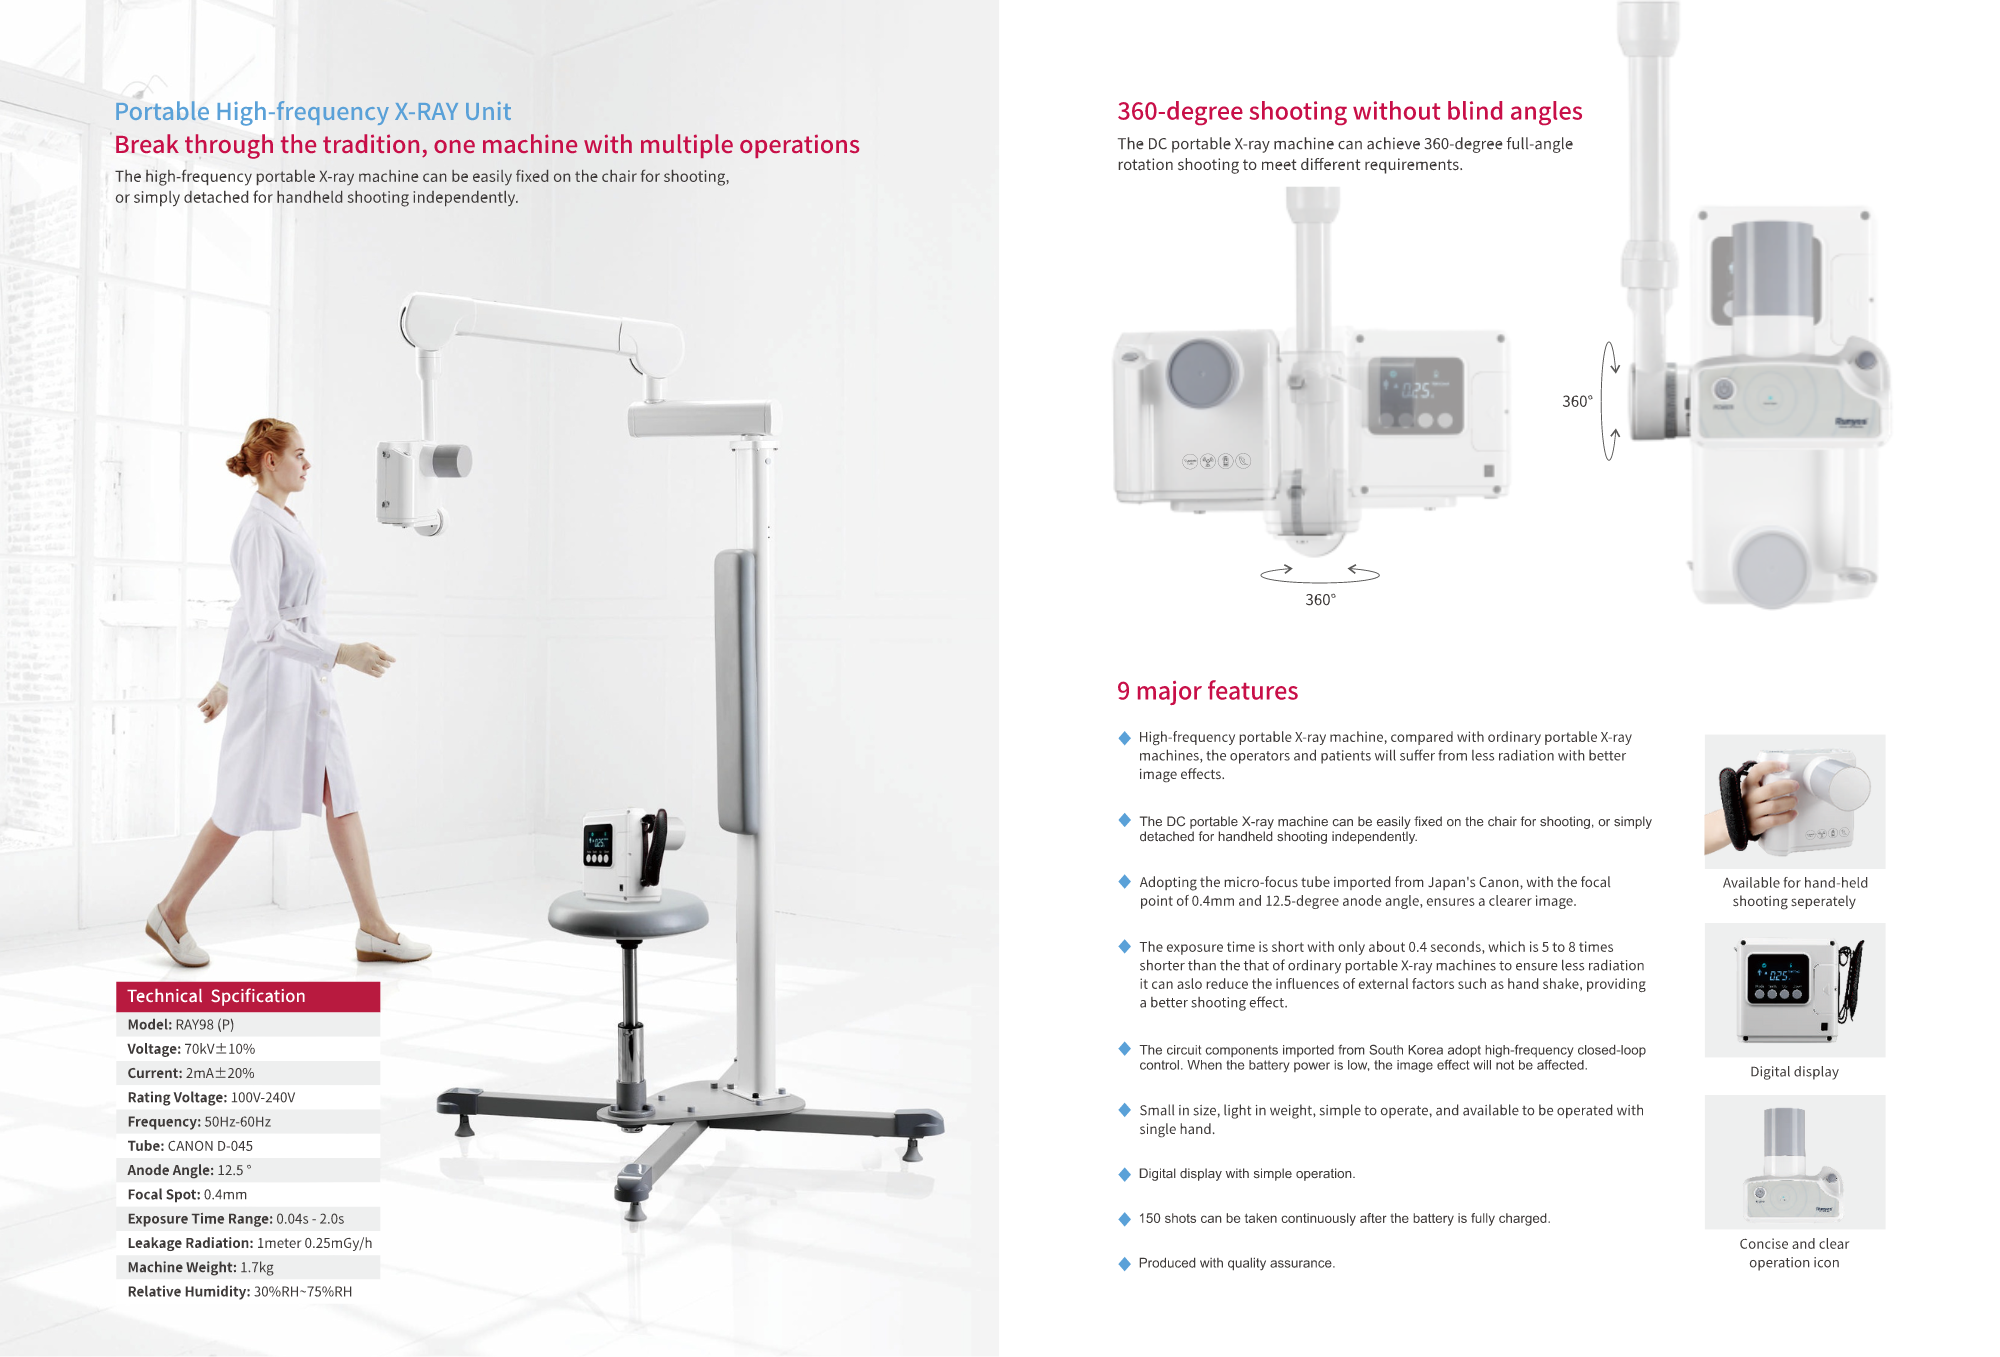 Portable High-frequency X-RAY Unit
Break through the tradition, one machine with multiple operations
The high-frequency portable X-ray machine can be easily fixed on the chair for shooting,
or simply detached for handheld shooting independently.
Technical Spcification
Model: RAY98 (P)
Voltage: 70kV±10%
Current: 2mA±20%
Rating Voltage: 100V-240V
Frequency: 50Hz-60Hz
Tube: CANON D-045
Anode Angle: 12.5 °
Focal Spot: 0.4mm
Exposure Time Range: 0.04s - 2.0s
Leakage Radiation: 1meter 0.25mGy/h
Machine Weight: 1.7kg
Relative Humidity: 30%RH~75%RH
360-degree shooting without blind angles
The DC portable X-ray machine can achieve 360-degree full-angle
rotation shooting to meet different requirements.
0.25
360°
360°
POWER
Runyes
9 major features
High-frequency portable X-ray machine, compared with ordinary portable X-ray
machines, the operators and patients will suffer from less radiation with better
image effects.
The DC portable X-ray machine can be easily fixed on the chair for shooting, or simply
detached for handheld shooting independently.
Adopting the micro-focus tube imported from Japan's Canon, with the focal
point of 0.4mm and 12.5-degree anode angle, ensures a clearer image.
The exposure time is short with only about 0.4 seconds, which is 5 to 8 times
shorter than the that of ordinary portable X-ray machines to ensure less radiation
it can aslo reduce the influences of external factors such as hand shake, providing
a better shooting effect.
The circuit components imported from South Korea adopt high-frequency closed-loop
control. When the battery power is low, the image effect will not be affected.
Small in size, light in weight, simple to operate, and available to be operated with
single hand.
Digital display with simple operation.
150 shots can be taken continuously after the battery is fully charged.
Produced with quality assurance.
Available for hand-held
shooting seperately
0.25
Digital display
Runyes
Concise and clear
operation icon